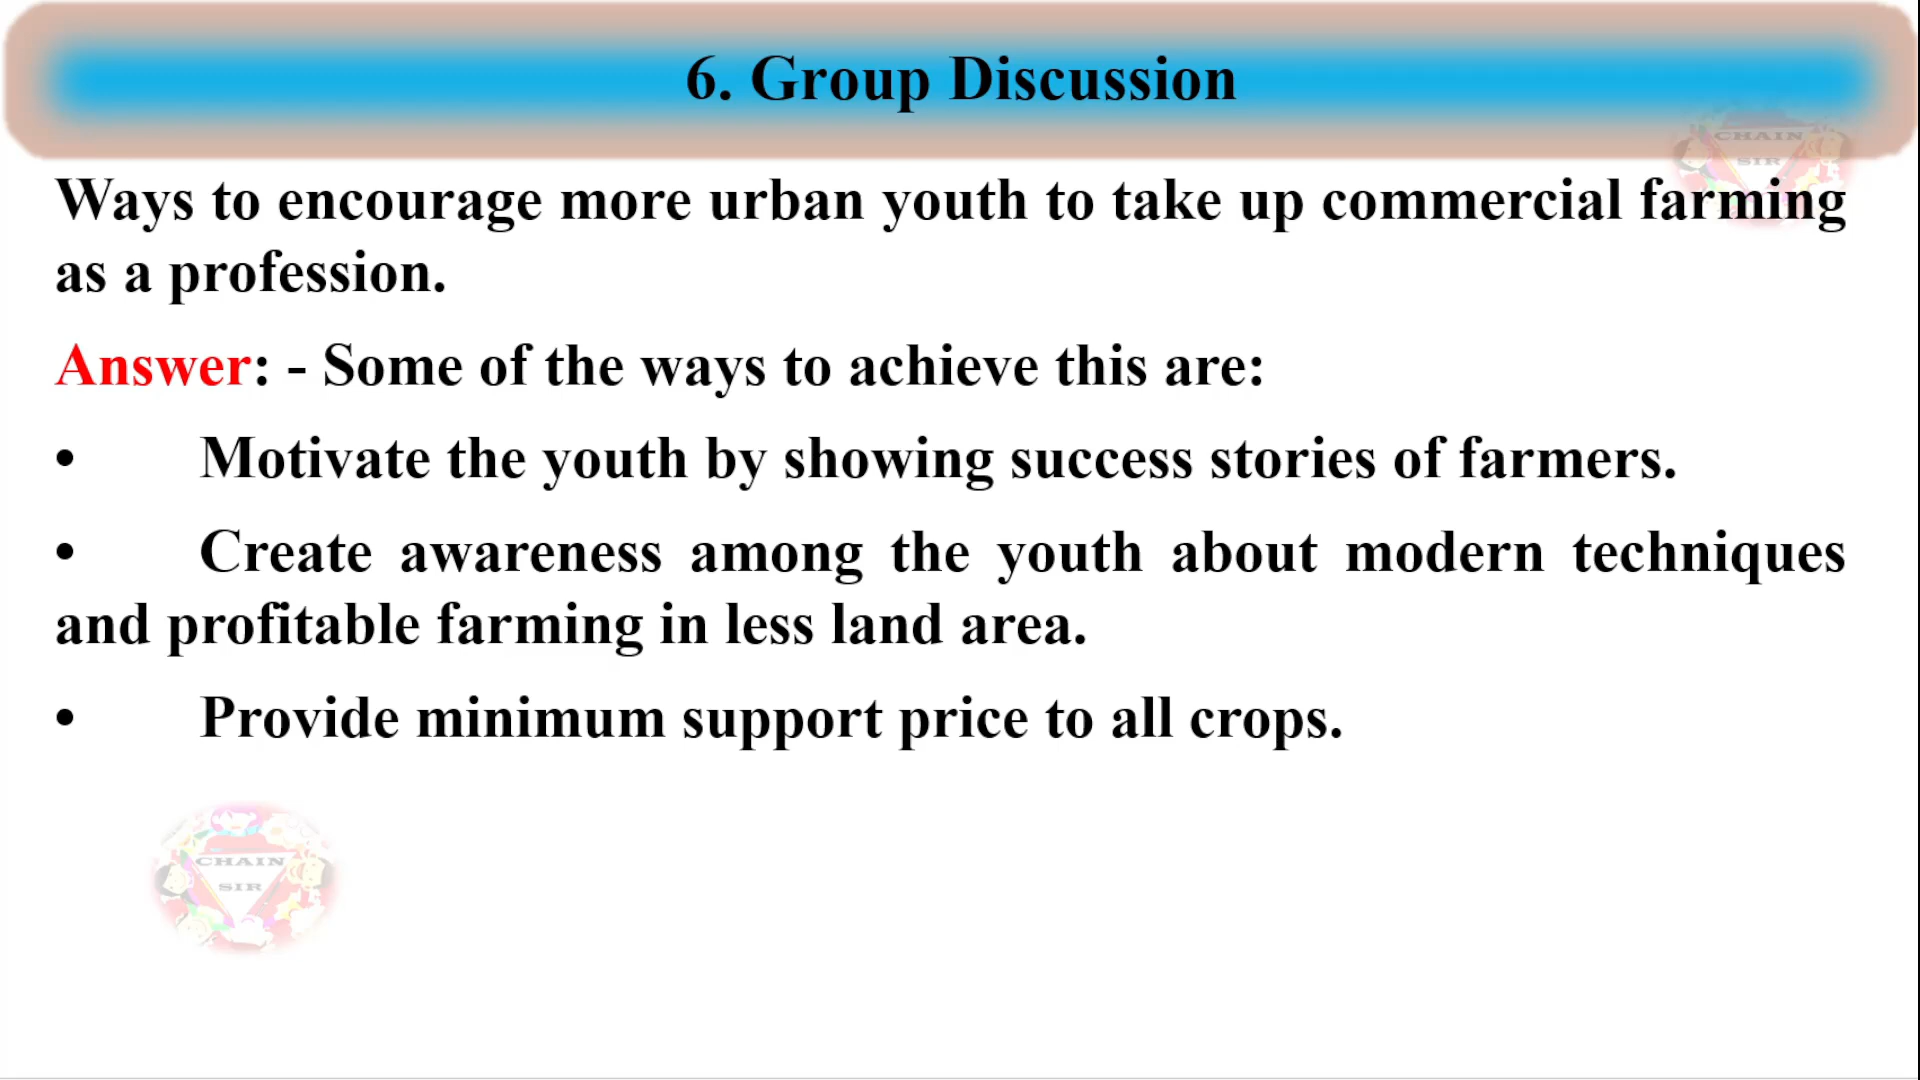 6. Group Discussion
CHAIN
SIR
Ways to encourage more urban youth to take up commercial farming
as a profession.
Answer: - Some of the ways to achieve this are:
• Motivate the youth by showing success stories of farmers.
• Create awareness among the youth about modern techniques
and profitable farming in less land area.
• Provide minimum support price to all crops.
CHAIN
SIR